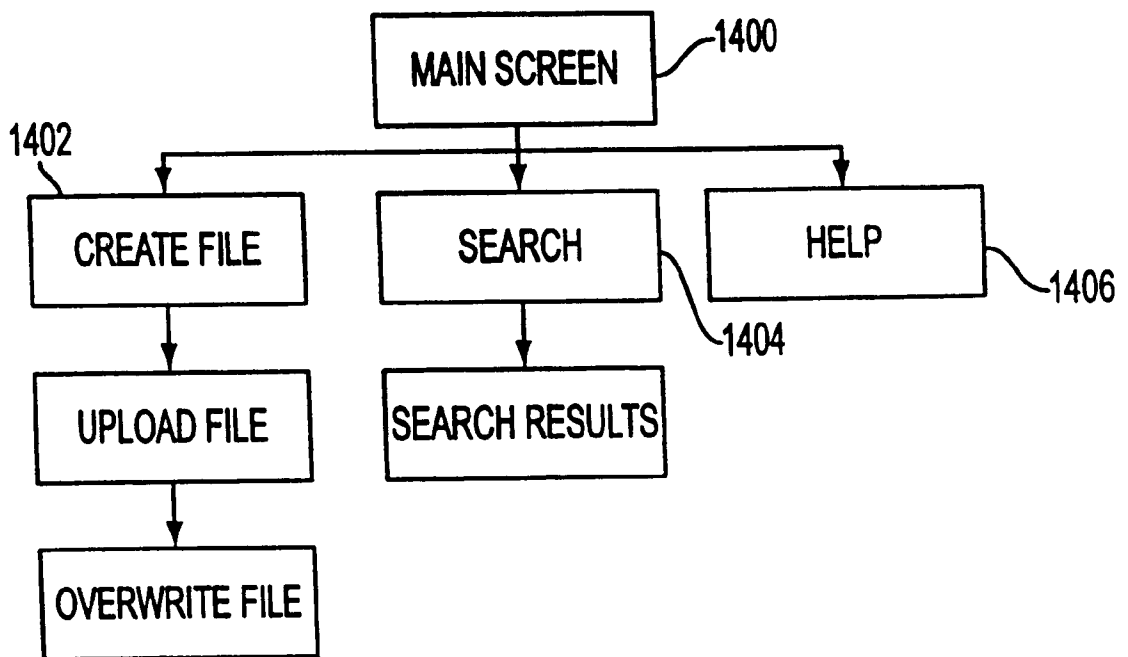 1400
MAIN SCREEN
1402
CREATE FILE
SEARCH
HELP
1406
1404
UPLOAD FILE
SEARCH RESULTS
OVERWRITE FILE